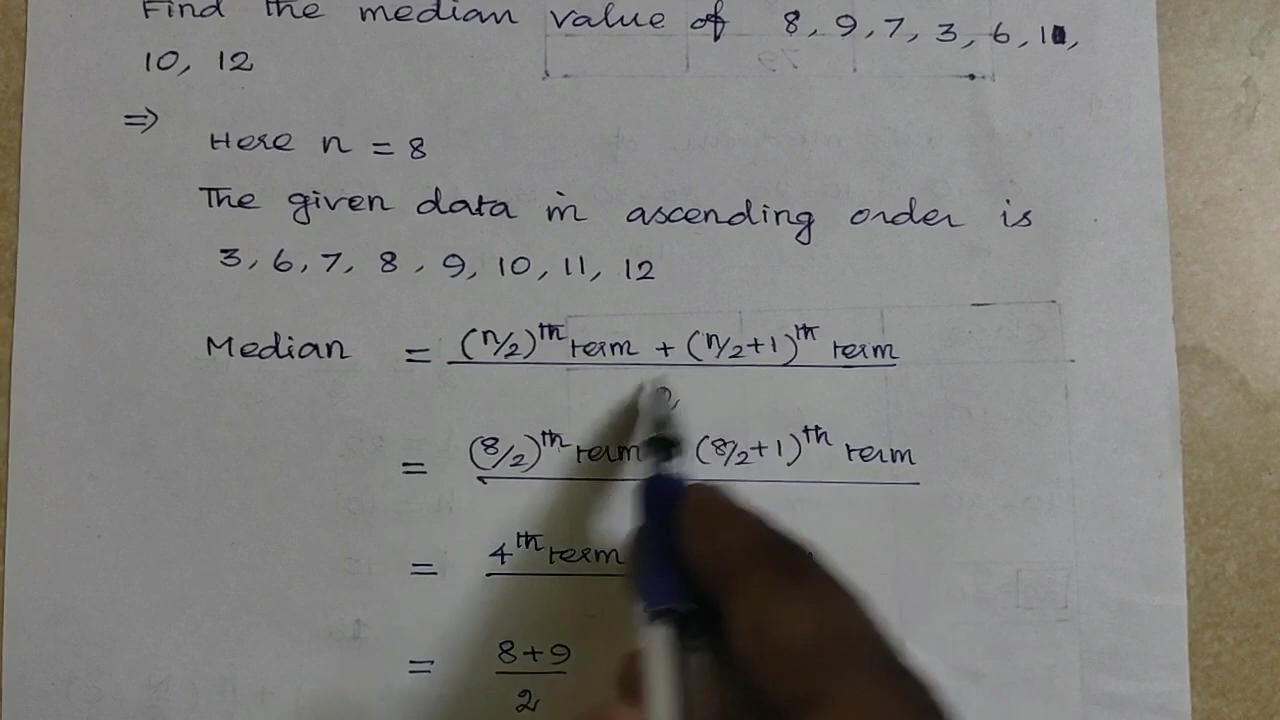 Find the median value of 8, 9, 7, 3, 6, 11,
10, 12
⇒
Here n = 8
The given data in ascending order is
3, 6, 7, 8, 9, 10, 11, 12
Median = (n/2)th term + (n/2+1)th term
2
= (8/2)th term (8/2+1)th term
= 4th term
= 8+9
2